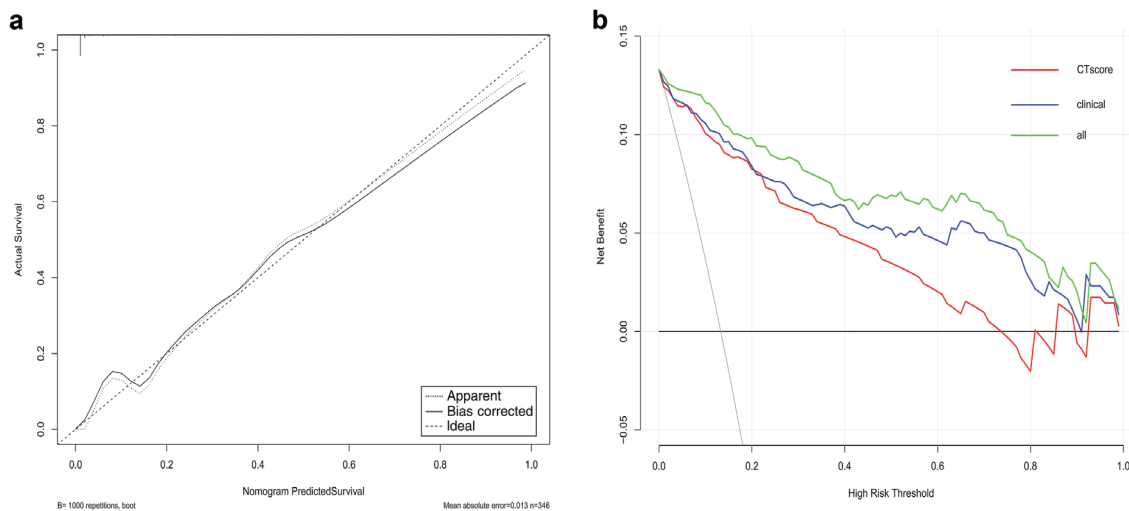 a
Actual Survival
1.0
0.8
0.6
0.4
0.2
0.0
Apparent
Bias corrected
Ideal
0.0 0.2 0.4 0.6 0.8 1.0
Nomogram PredictedSurvival
B= 1000 repetitions, boot
Mean absolute error=0.013 n=346
b
Net Benefit
0.15
0.10
0.05
0.00
−0.05
CTscore
clinical
all
0.0 0.2 0.4 0.6 0.8 1.0
High Risk Threshold